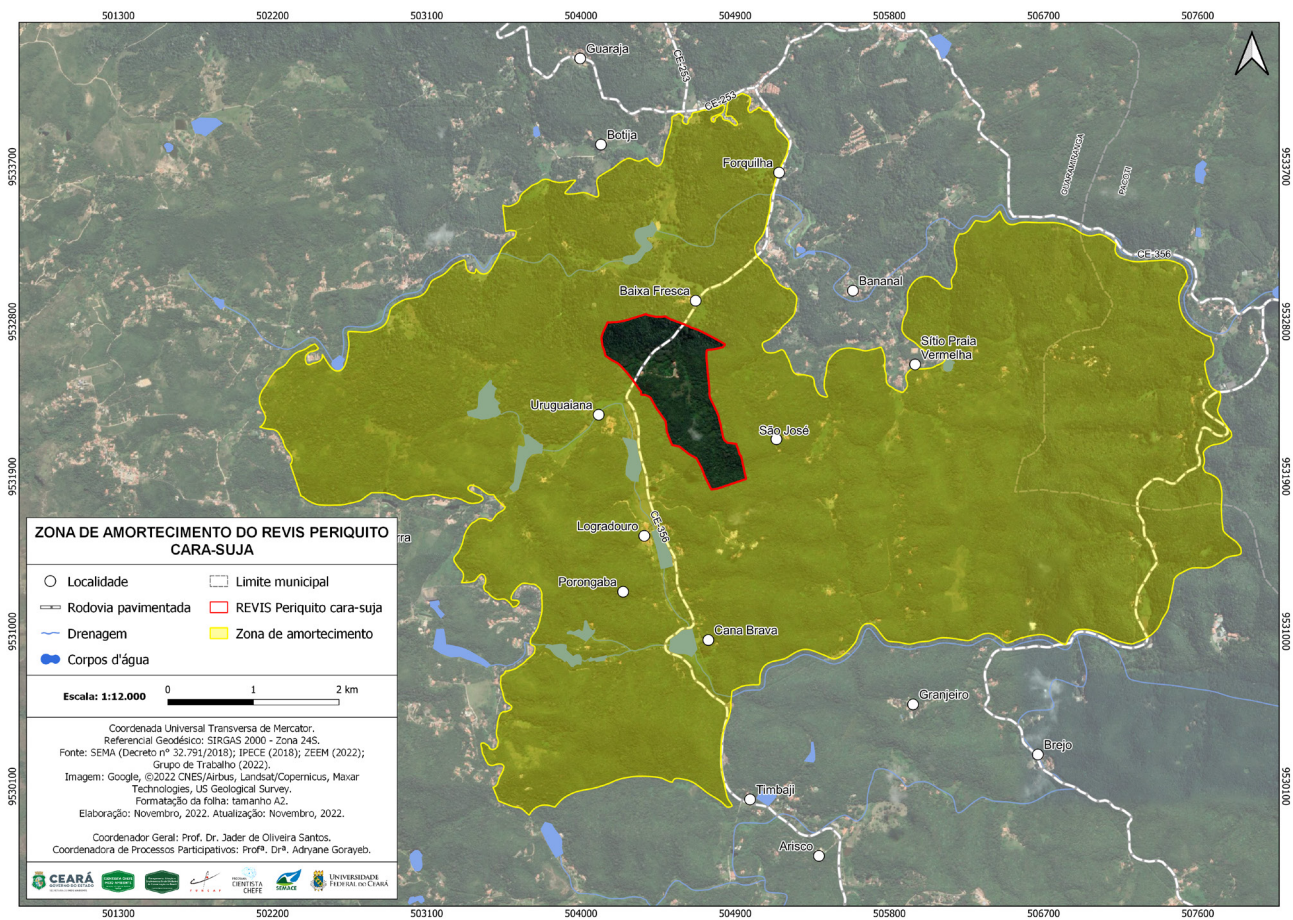 501300 502200 503100 504000 504900 505800 506700 507600
Guaraja
CE-253
CE-253
Botija
Forquilha
GUARAMIRANGA
PACOTI
9533700
9533700
CE-356
Bananal
Baixa Fresca
9532800
9532800
Sítio Praia
Vermelha
Uruguaiana
São José
9531900
9531900
Logradouro
CE-356
rra
Porongaba
Cana Brava
9531000
9531000
Granjeiro
Brejo
Timbaji
9530100
9530100
Arisco
ZONA DE AMORTECIMENTO DO REVIS PERIQUITO
CARA-SUJA
Localidade
Limite municipal
Rodovia pavimentada
REVIS Periquito cara-suja
Drenagem
Zona de amortecimento
Corpos d'água
Escala: 1:12.000
0 1 2 km
Coordenada Universal Transversa de Mercator.
Referencial Geodésico: SIRGAS 2000 - Zona 24S.
Fonte: SEMA (Decreto n° 32.791/2018); IPECE (2018); ZEEM (2022);
Grupo de Trabalho (2022).
Imagem: Google, ©2022 CNES/Airbus, Landsat/Copernicus, Maxar
Technologies, US Geological Survey.
Formatação da folha: tamanho A2.
Elaboração: Novembro, 2022. Atualização: Novembro, 2022.
Coordenador Geral: Prof. Dr. Jader de Oliveira Santos.
Coordenadora de Processos Participativos: Profª. Drª. Adryane Gorayeb.
CEARÁ
GOVERNO DO ESTADO
CIENTISTA
CHEFE
SEMACE
UNIVERSIDADE
FEDERAL DO CEARÁ
501300 502200 503100 504000 504900 505800 506700 507600